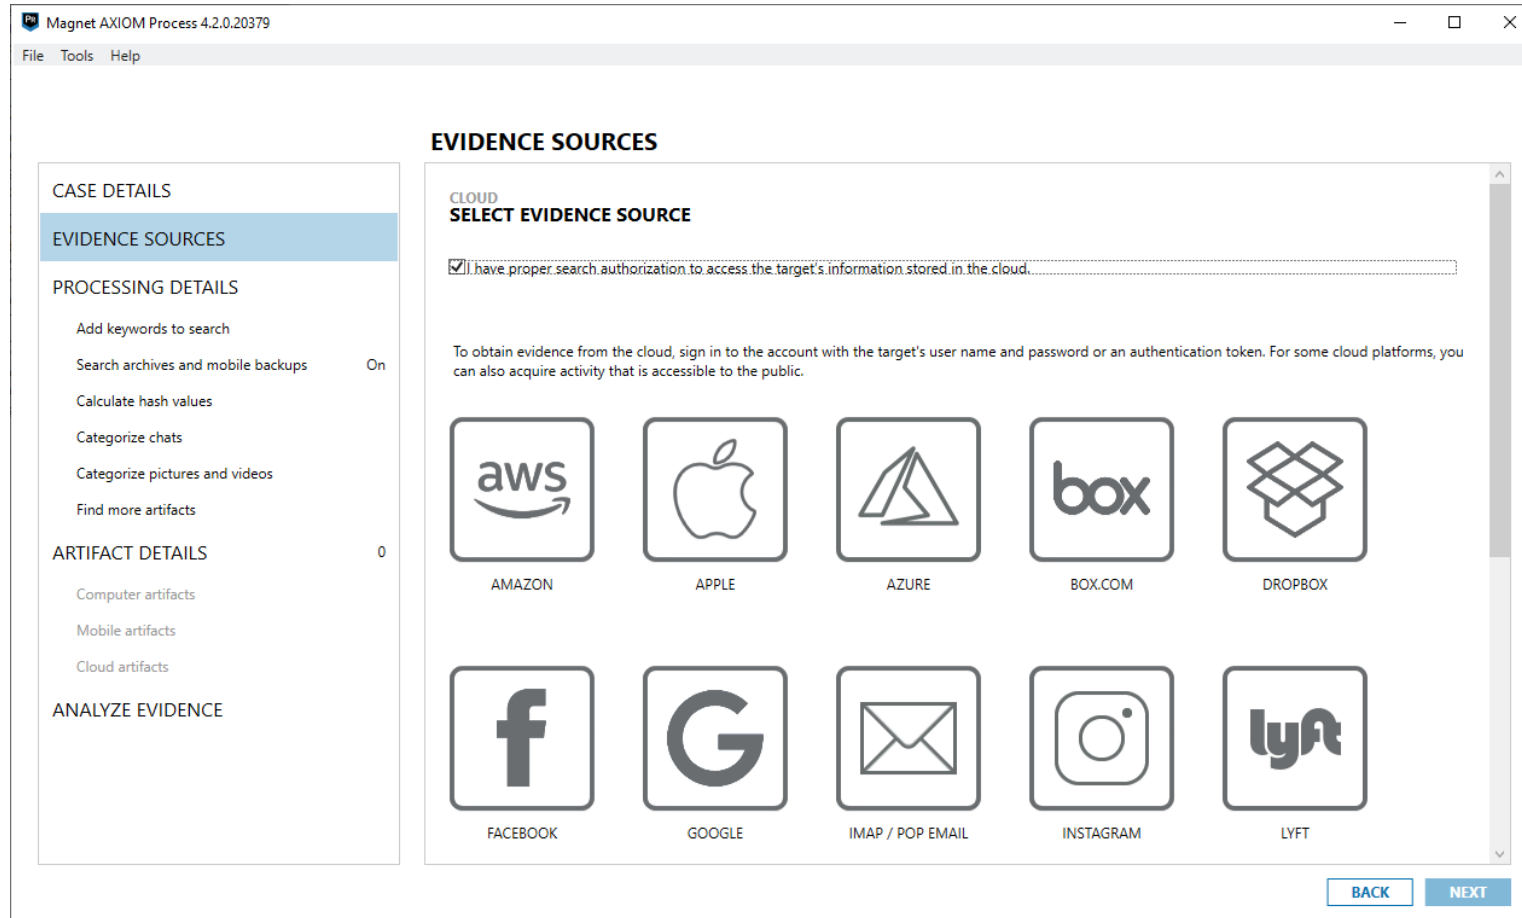 PR Magnet AXIOM Process 4.2.0.20379
File Tools Help
EVIDENCE SOURCES
CASE DETAILS
EVIDENCE SOURCES
PROCESSING DETAILS
Add keywords to search
Search archives and mobile backups On
Calculate hash values
Categorize chats
Categorize pictures and videos
Find more artifacts
ARTIFACT DETAILS 0
Computer artifacts
Mobile artifacts
Cloud artifacts
ANALYZE EVIDENCE
CLOUD
SELECT EVIDENCE SOURCE
I have proper search authorization to access the target's information stored in the cloud.
To obtain evidence from the cloud, sign in to the account with the target's user name and password or an authentication token. For some cloud platforms, you
can also acquire activity that is accessible to the public.
aws box
AMAZON APPLE AZURE BOX.COM DROPBOX
f G lyft
FACEBOOK GOOGLE IMAP / POP EMAIL INSTAGRAM LYFT
BACK NEXT